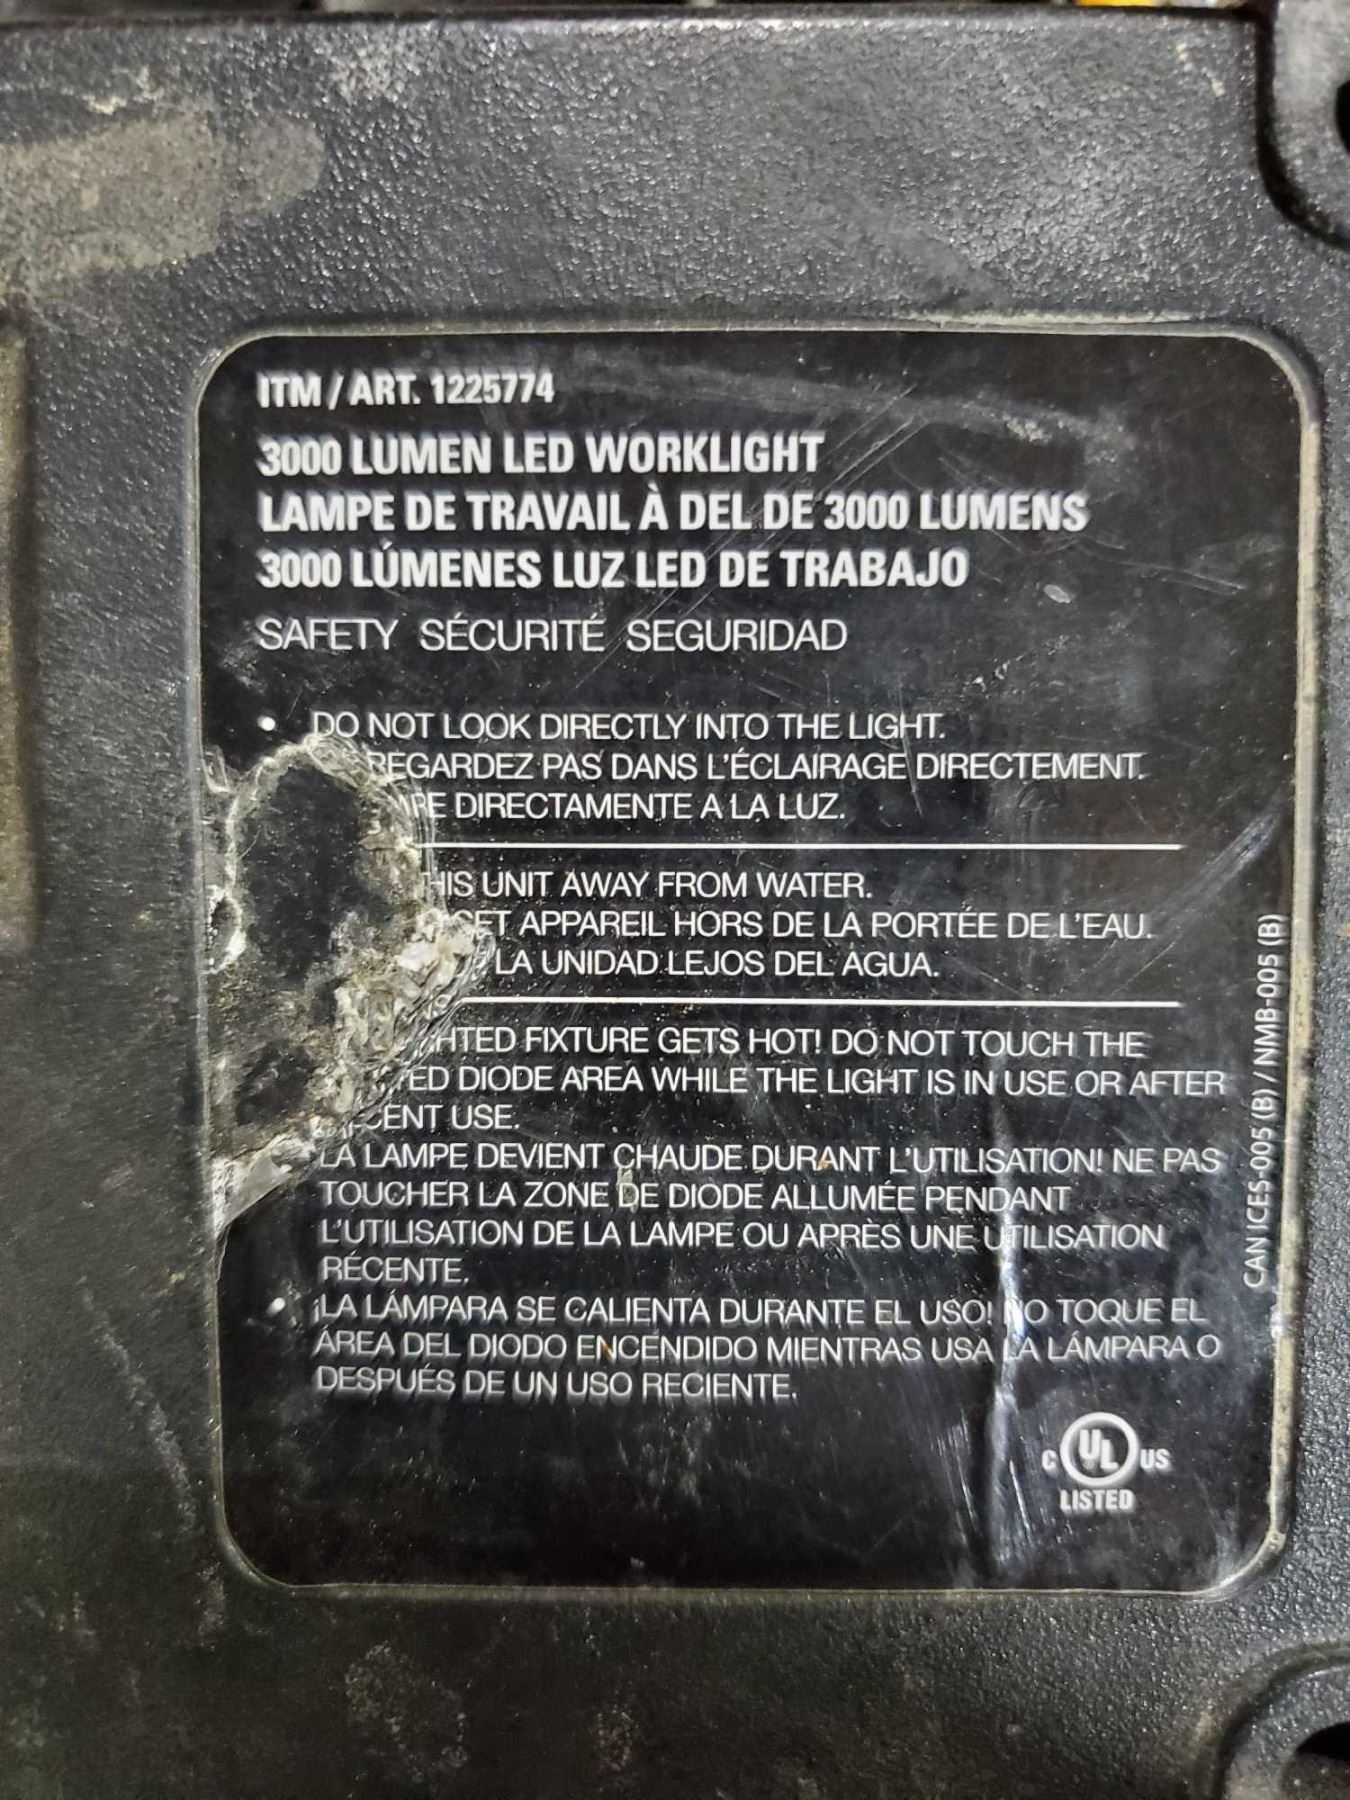 ITM / ART. 1225774
3000 LUMEN LED WORKLIGHT
LAMPE DE TRAVAIL À DEL DE 3000 LUMENS
3000 LÚMENES LUZ LED DE TRABAJO
SAFETY SÉCURITÉ SEGURIDAD
• DO NOT LOOK DIRECTLY INTO THE LIGHT.
REGARDEZ PAS DANS L'ÉCLAIRAGE DIRECTEMENT.
DIRECTAMENTE A LA LUZ.
UNIT AWAY FROM WATER.
APPAREIL HORS DE LA PORTÉE DE L'EAU.
LA UNIDAD LEJOS DEL AGUA.
FIXTURE GETS HOT! DO NOT TOUCH THE
DIODE AREA WHILE THE LIGHT IS IN USE OR AFTER
USE.
LA LAMPE DEVIENT CHAUDE DURANT L'UTILISATION! NE PAS
TOUCHER LA ZONE DE DIODE ALLUMÉE PENDANT
L'UTILISATION DE LA LAMPE OU APRÈS UNE UTILISATION
RÉCENTE.
• ¡LA LÁMPARA SE CALIENTA DURANTE EL USO! NO TOQUE EL
ÁREA DEL DIODO ENCENDIDO MIENTRAS USA LA LÁMPARA O
DESPUÉS DE UN USO RECIENTE.
CAN ICES-005 (B) / NMB-005 (B)
C UL US
LISTED